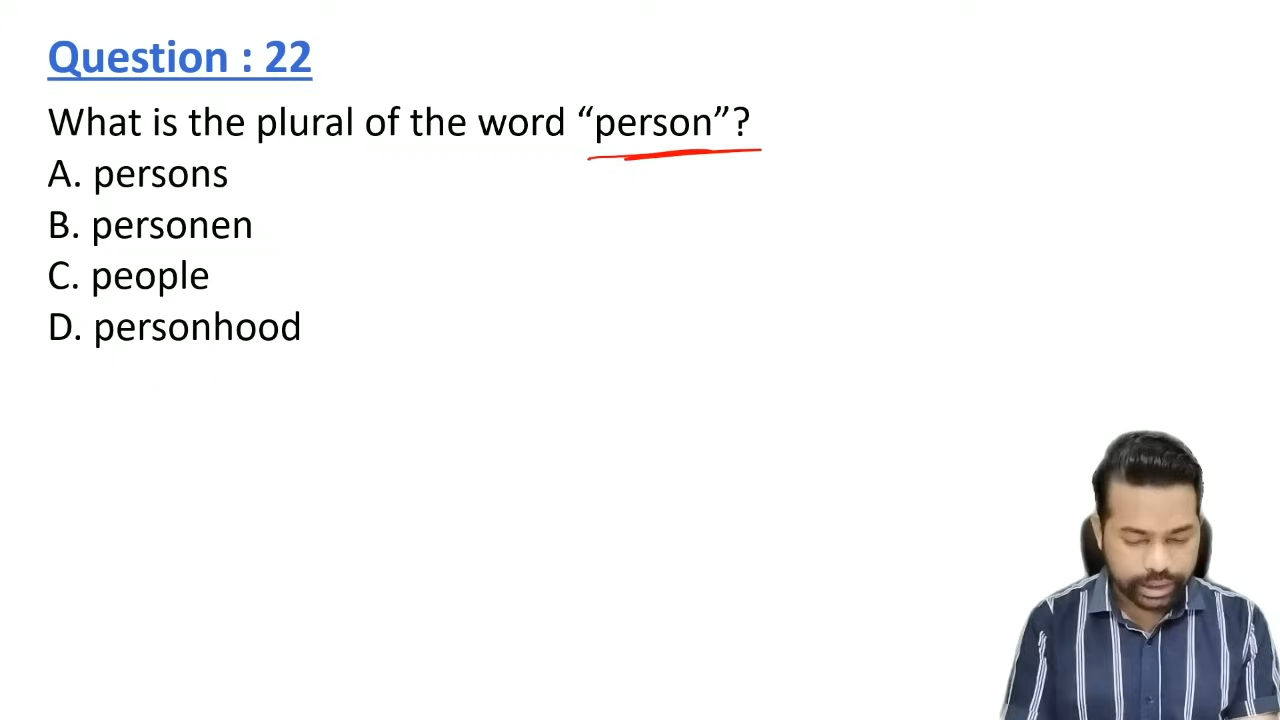 Question : 22
What is the plural of the word “person”?
A. persons
B. personen
C. people
D. personhood